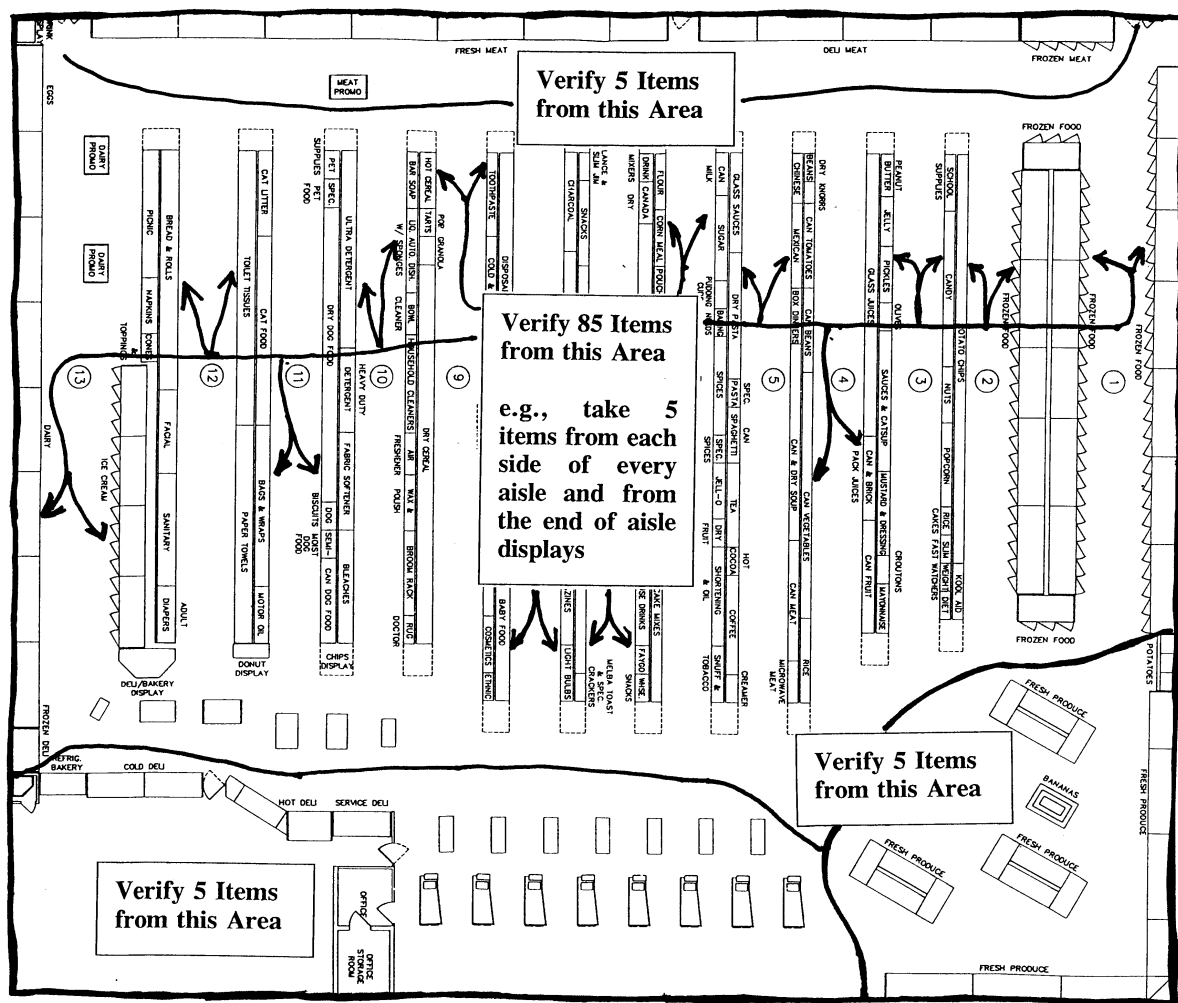 FRESH MEAT
DELI MEAT
FROZEN MEAT
EGGS
MEAT
PROMO
Verify 5 Items
from this Area
FROZEN FOOD
DAIRY
PROMO
DAIRY
PROMO
PICNIC
NAPKINS
CONES
BREAD & ROLLS
FACIAL
SANITARY
DIAPERS
ADULT
TOPPINGS &
ICE CREAM
DAIRY
DELI/BAKERY
DISPLAY
CAT LITTER
CAT FOOD
TOILET TISSUES
BAGS & WRAPS
PAPER TOWELS
MOTOR OIL
DONUT
DISPLAY
SUPPLIES PET
FOOD
PET
SPEC.
ULTRA DETERGENT
DRY DOG FOOD
HEAVY DUTY
DETERGENT
FABRIC SOFTENER
BLEACHES
DOG
SEMI-
CAN DOG FOOD
BISCUITS MOIST
DOG
FOOD
CHIPS
DISPLAY
HOT CEREAL
TARTS
POP GRANOLA
BAR SOAP
LIQ. AUTO. DISH.
W/ SPONGES
BOWL
CLEANER
HOUSEHOLD CLEANERS
DRY CEREAL
AIR
FRESHENER
WAX &
POLISH
BROOM RACK
RUG
DOCTOR
TOOTHPASTE
COLD &
BABY FOOD
COSMETICS
ETHNIC
LANCE &
SLIM JIM
SNACKS
CHARCOAL
LIGHT BULBS
MELBA TOAST
& SPEC.
CRACKERS
SNACKS
MIXERS DRY
DRINK
CANADA
FLOUR
CORN MEAL
CAKE MIXES
FAYGO
WHSE.
CAN
MILK
GLASS SAUCES
SUGAR
PUDDING
BAKING
NEEDS
DRY PASTA
SPEC.
PASTA
SPAGHETTI
SPICES
SPEC.
SPICES
CAN
JELL-O
DRY
FRUIT
TEA
HOT
COCOA
SHORTENING
& OIL
COFFEE
SNUFF &
TOBACCO
CREAMER
DRY KNORRS
BEANS
CHINESE
CAN TOMATOES
MEXICAN
BOX DINNERS
CAN BEANS
CAN & DRY SOUP
CAN VEGETABLES
CAN MEAT
RICE
MICROWAVE
MEAT
PEANUT
BUTTER
JELLY
PICKLES
OLIVES
GLASS JUICES
SAUCES & CATSUP
CAN & BRICK
PACK JUICES
MUSTARD & DRESSING
CAN FRUIT
CROUTONS
MAYONNAISE
SCHOOL
SUPPLIES
CANDY
POTATO CHIPS
NUTS
POPCORN
RICE
CAKES
SLIM
FAST
WEIGHT
WATCHERS
DIET
KOOL AID
FROZEN FOOD
FROZEN FOOD
FROZEN FOOD
FROZEN FOOD
POTATOES
Verify 85 Items
from this Area
e.g., take 5
items from each
side of every
aisle and from
the end of aisle
displays
13
12
11
10
9
5
4
3
2
1
FROZEN DELI
REFRIG.
BAKERY
COLD DELI
HOT DELI
SERVICE DELI
OFFICE
OFFICE
STORAGE
ROOM
Verify 5 Items
from this Area
Verify 5 Items
from this Area
FRESH PRODUCE
BANANAS
FRESH PRODUCE
FRESH PRODUCE
FRESH PRODUCE
FRESH PRODUCE